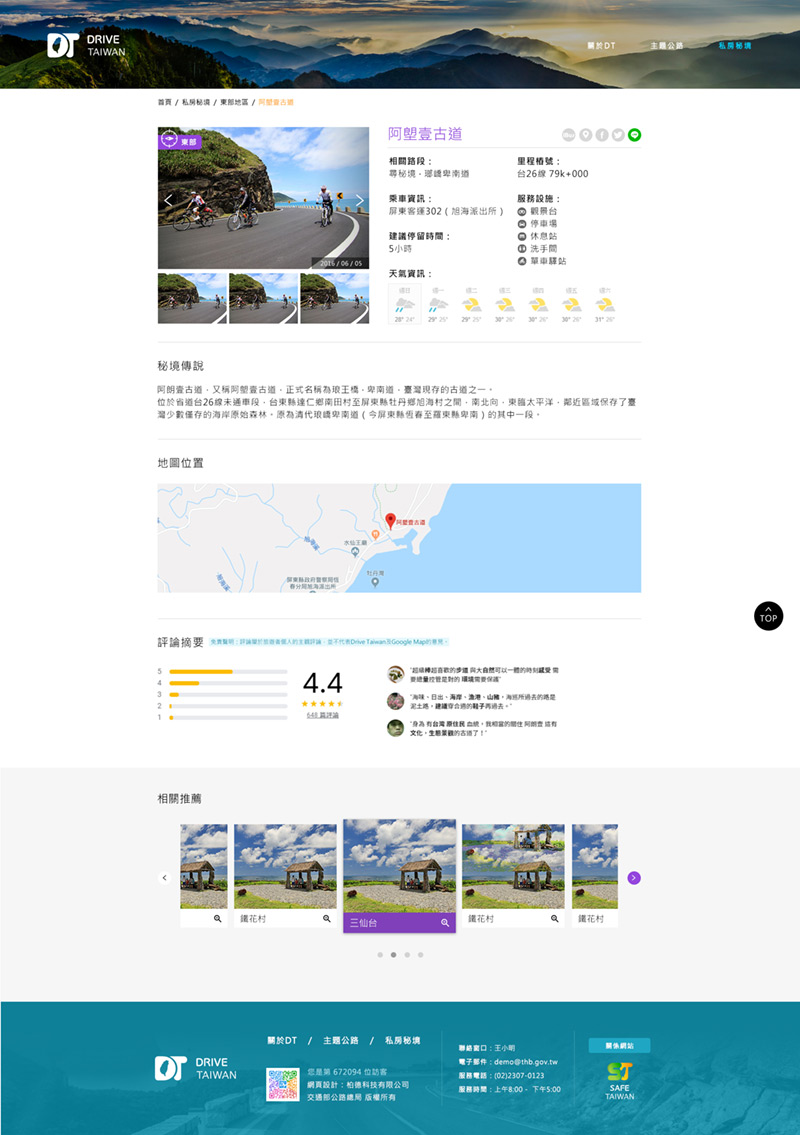 DRIVE
TAIWAN
關於DT
主題公路
私房秘境
首頁 / 私房秘境 / 東部地區 / 阿塱壹古道
東部
2016 / 06 / 05
阿塱壹古道
相關路段：
尋秘境．瑯嶠卑南道
里程樁號：
台26線 79k+000
乘車資訊：
屏東客運302（旭海派出所）
服務設施：
觀景台
停車場
休息站
洗手間
單車驛站
建議停留時間：
5小時
天氣資訊：
週日 週一 週二 週三 週四 週五 週六
28° 24° 29° 25° 29° 25° 30° 26° 30° 26° 30° 26° 31° 26°
秘境傳說
阿朗壹古道，又稱阿塱壹古道，正式名稱為琅王橋．卑南道，臺灣現存的古道之一。
位於省道台26線未通車段，台東縣達仁鄉南田村至屏東縣牡丹鄉旭海村之間，南北向，東臨太平洋，鄰近區域保存了臺
灣少數僅存的海岸原始森林。原為清代琅嶠卑南道（今屏東縣恆春至羅東縣卑南）的其中一段。
地圖位置
阿塱壹古道
水仙王廟
牡丹灣
屏東縣政府警察局恆
春分局旭海派出所
TOP
評論摘要
免責聲明：評論屬於旅遊者個人的主觀評論，並不代表Drive Taiwan及Google Map的意見。
5
4
3
2
1
4.4
648 篇評論
"超級棒超喜歡的步道 與大自然可以一體的時刻感受 需
要總量控管是對的 環境需要保護"
"海味、日出、海岸、漁港、山豬，海巡所過去的路是
泥土路，建議穿合適的鞋子再過去。"
"身為 有台灣 原住民 血統，我相當的嚮往 阿朗壹 這有
文化，生態景觀的古道了！"
相關推薦
鐵花村
三仙台
鐵花村
鐵花村
DRIVE
TAIWAN
關於DT / 主題公路 / 私房秘境
您是第 672094 位訪客
網頁設計：柏德科技有限公司
交通部公路總局 版權所有
聯絡窗口：王小明
電子郵件：demo@thb.gov.tw
服務電話：(02)2307-0123
服務時間：上午8:00 - 下午5:00
關係網站
SAFE
TAIWAN